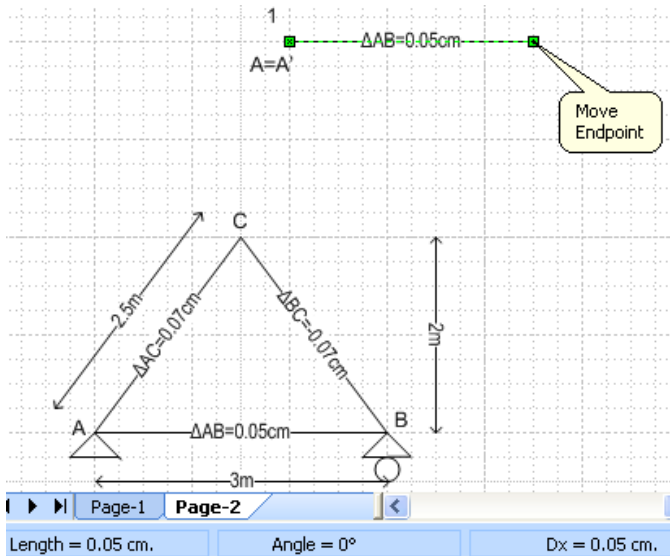 1
ΔAB=0.05cm
A=A'
Move
Endpoint
C
2.5m
ΔAC=0.07cm
ΔBC=-0.07cm
2m
A
ΔAB=0.05cm
B
3m
Page-1 Page-2
Length = 0.05 cm. Angle = 0° Dx = 0.05 cm.